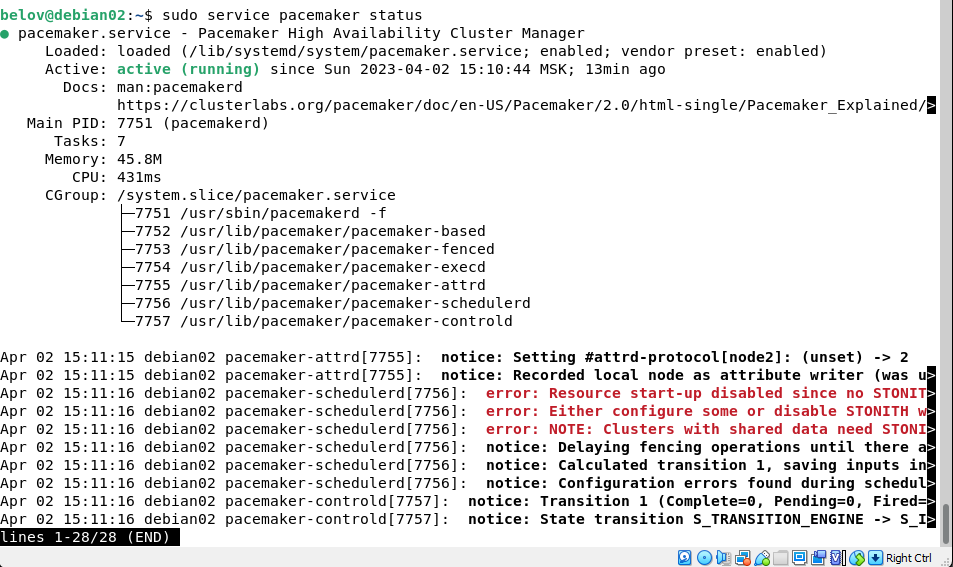 belov@debian02:~$ sudo service pacemaker status
● pacemaker.service - Pacemaker High Availability Cluster Manager
     Loaded: loaded (/lib/systemd/system/pacemaker.service; enabled; vendor preset: enabled)
     Active: active (running) since Sun 2023-04-02 15:10:44 MSK; 13min ago
       Docs: man:pacemakerd
             https://clusterlabs.org/pacemaker/doc/en-US/Pacemaker/2.0/html-single/Pacemaker_Explained/>
   Main PID: 7751 (pacemakerd)
      Tasks: 7
     Memory: 45.8M
        CPU: 431ms
     CGroup: /system.slice/pacemaker.service
             ├─7751 /usr/sbin/pacemakerd -f
             ├─7752 /usr/lib/pacemaker/pacemaker-based
             ├─7753 /usr/lib/pacemaker/pacemaker-fenced
             ├─7754 /usr/lib/pacemaker/pacemaker-execd
             ├─7755 /usr/lib/pacemaker/pacemaker-attrd
             ├─7756 /usr/lib/pacemaker/pacemaker-schedulerd
             └─7757 /usr/lib/pacemaker/pacemaker-controld
Apr 02 15:11:15 debian02 pacemaker-attrd[7755]:  notice: Setting #attrd-protocol[node2]: (unset) -> 2
Apr 02 15:11:15 debian02 pacemaker-attrd[7755]:  notice: Recorded local node as attribute writer (was u>
Apr 02 15:11:16 debian02 pacemaker-schedulerd[7756]:  error: Resource start-up disabled since no STONIT>
Apr 02 15:11:16 debian02 pacemaker-schedulerd[7756]:  error: Either configure some or disable STONITH w>
Apr 02 15:11:16 debian02 pacemaker-schedulerd[7756]:  error: NOTE: Clusters with shared data need STONI>
Apr 02 15:11:16 debian02 pacemaker-schedulerd[7756]:  notice: Delaying fencing operations until there a>
Apr 02 15:11:16 debian02 pacemaker-schedulerd[7756]:  notice: Calculated transition 1, saving inputs in>
Apr 02 15:11:16 debian02 pacemaker-schedulerd[7756]:  notice: Configuration errors found during schedul>
Apr 02 15:11:16 debian02 pacemaker-controld[7757]:  notice: Transition 1 (Complete=0, Pending=0, Fired=>
Apr 02 15:11:16 debian02 pacemaker-controld[7757]:  notice: State transition S_TRANSITION_ENGINE -> S_I>
lines 1-28/28 (END)
Right Ctrl